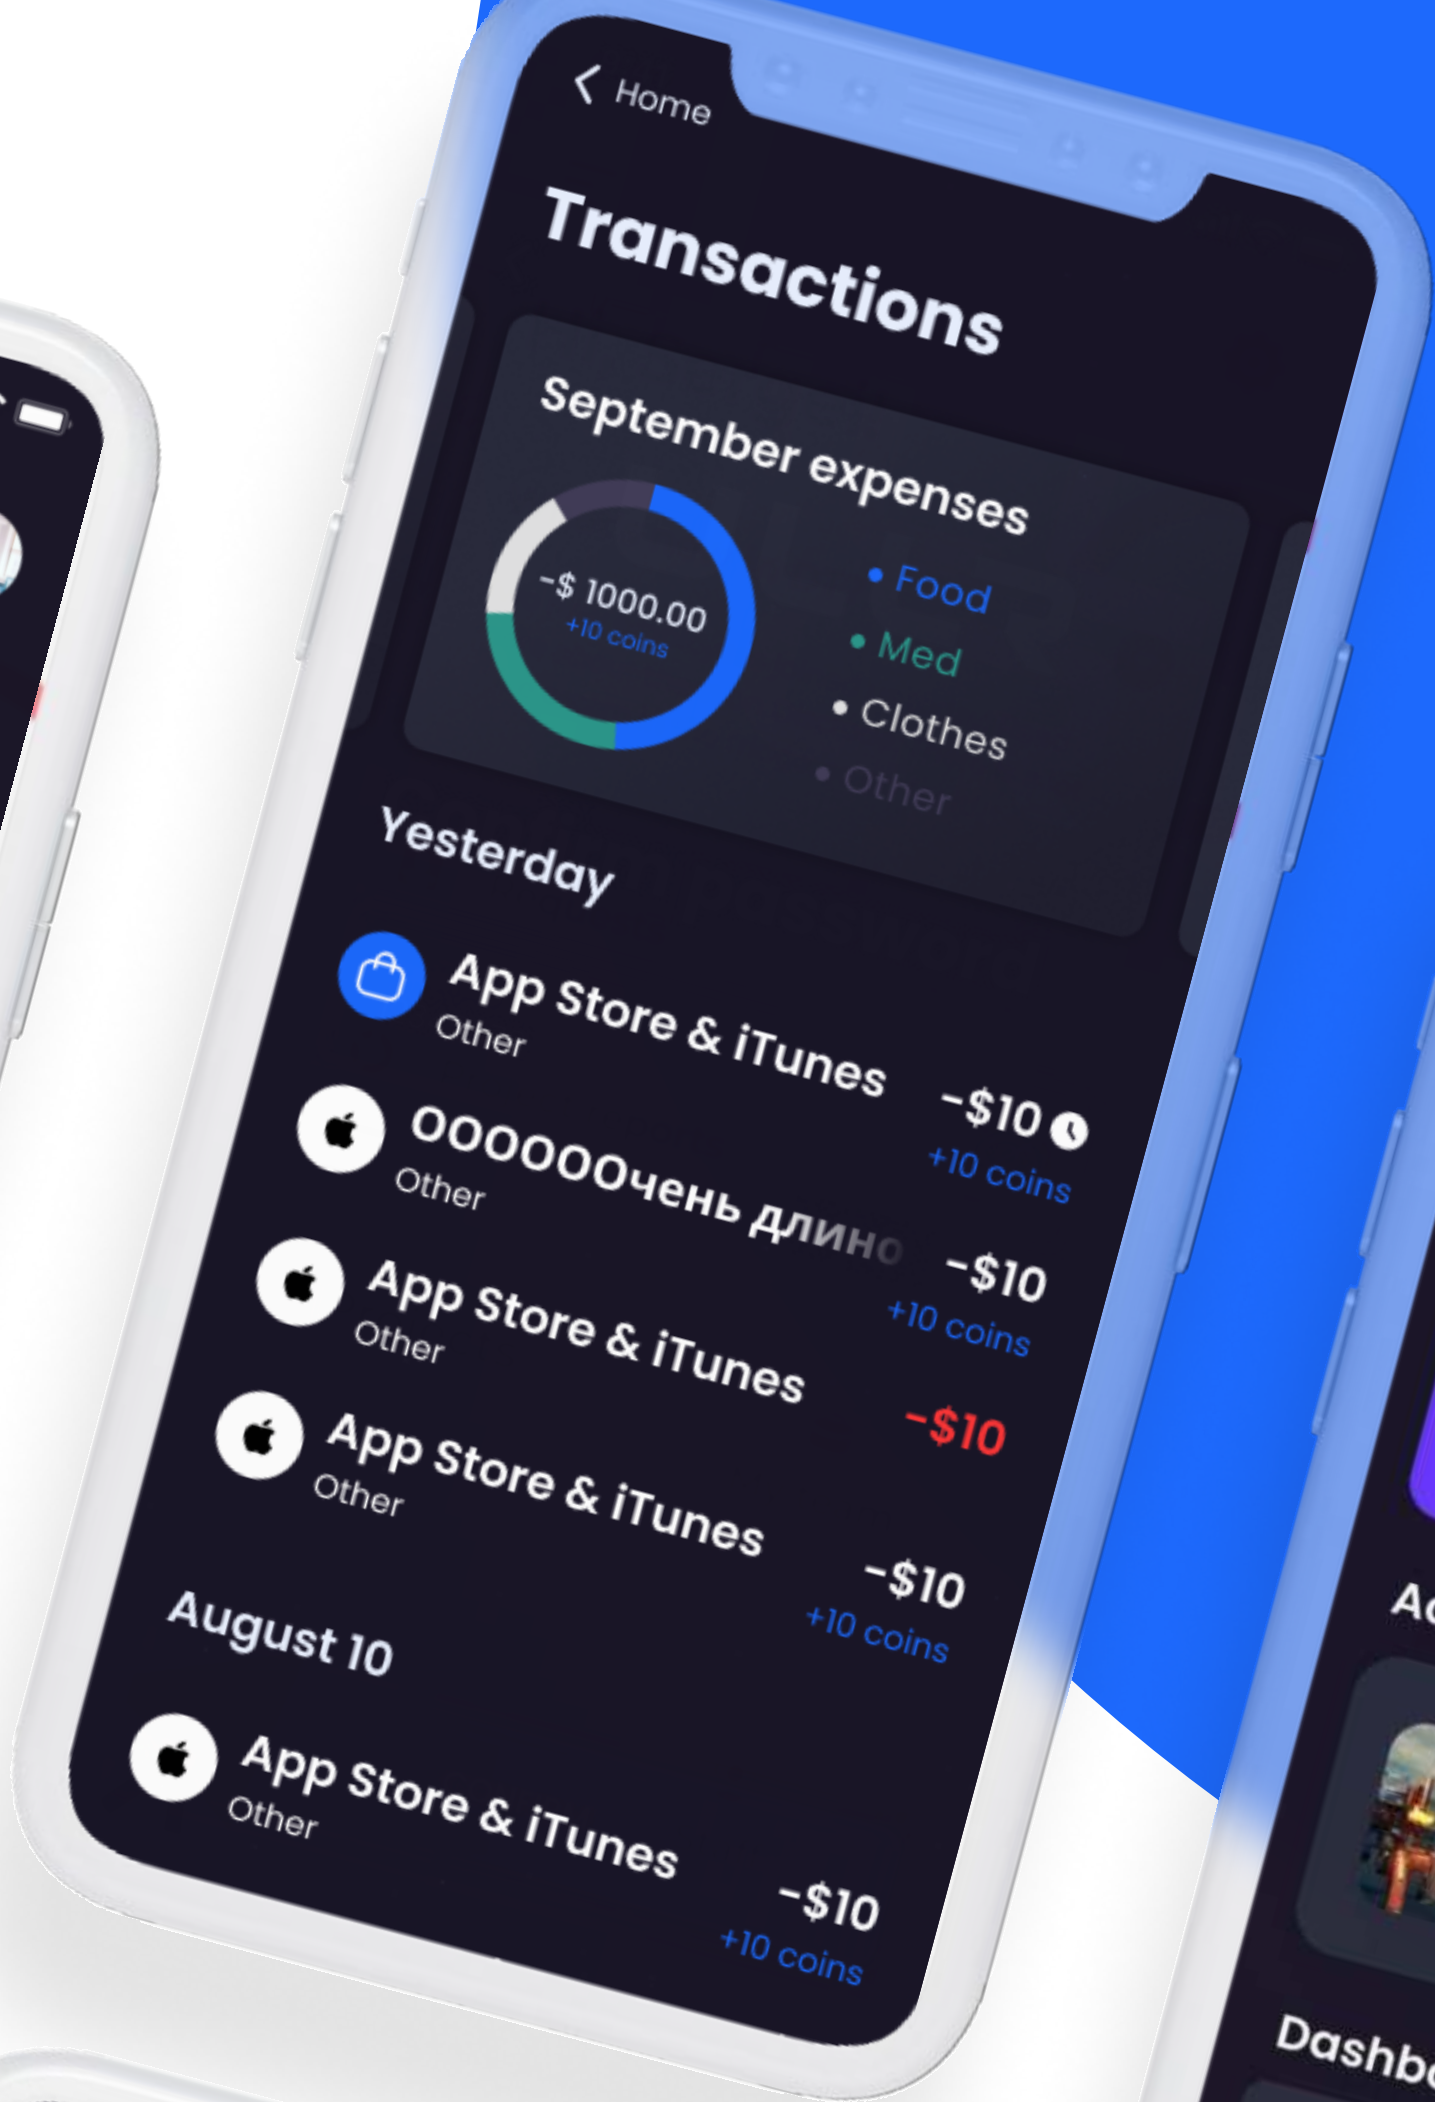 Home
Transactions
September expenses
-$ 1000.00
+10 coins
Food
Med
Clothes
Other
Yesterday
App Store & iTunes
Other
-$10
+10 coins
ООООООчень длино
Other
-$10
+10 coins
App Store & iTunes
Other
-$10
App Store & iTunes
Other
-$10
+10 coins
August 10
App Store & iTunes
Other
-$10
+10 coins